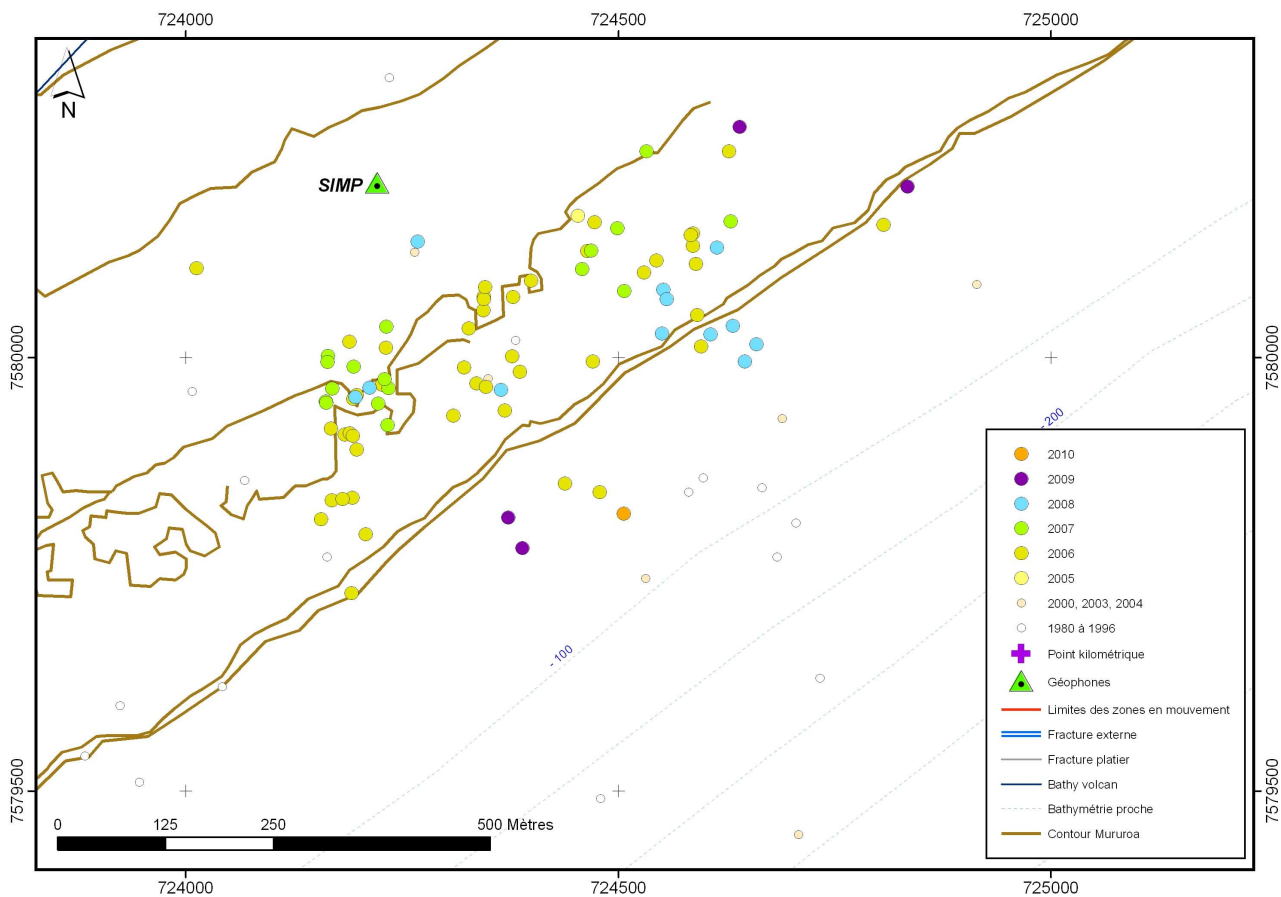 724000 724500 725000
N
SIMP
7580000 7580000
- 200
2010
2009
2008
2007
2006
2005
2000, 2003, 2004
1980 à 1996
Point kilométrique
Géophones
Limites des zones en mouvement
Fracture externe
Fracture platier
Bathy volcan
Bathymétrie proche
Contour Mururoa
- 100
7579500 7579500
0 125 250 500 Mètres
724000 724500 725000